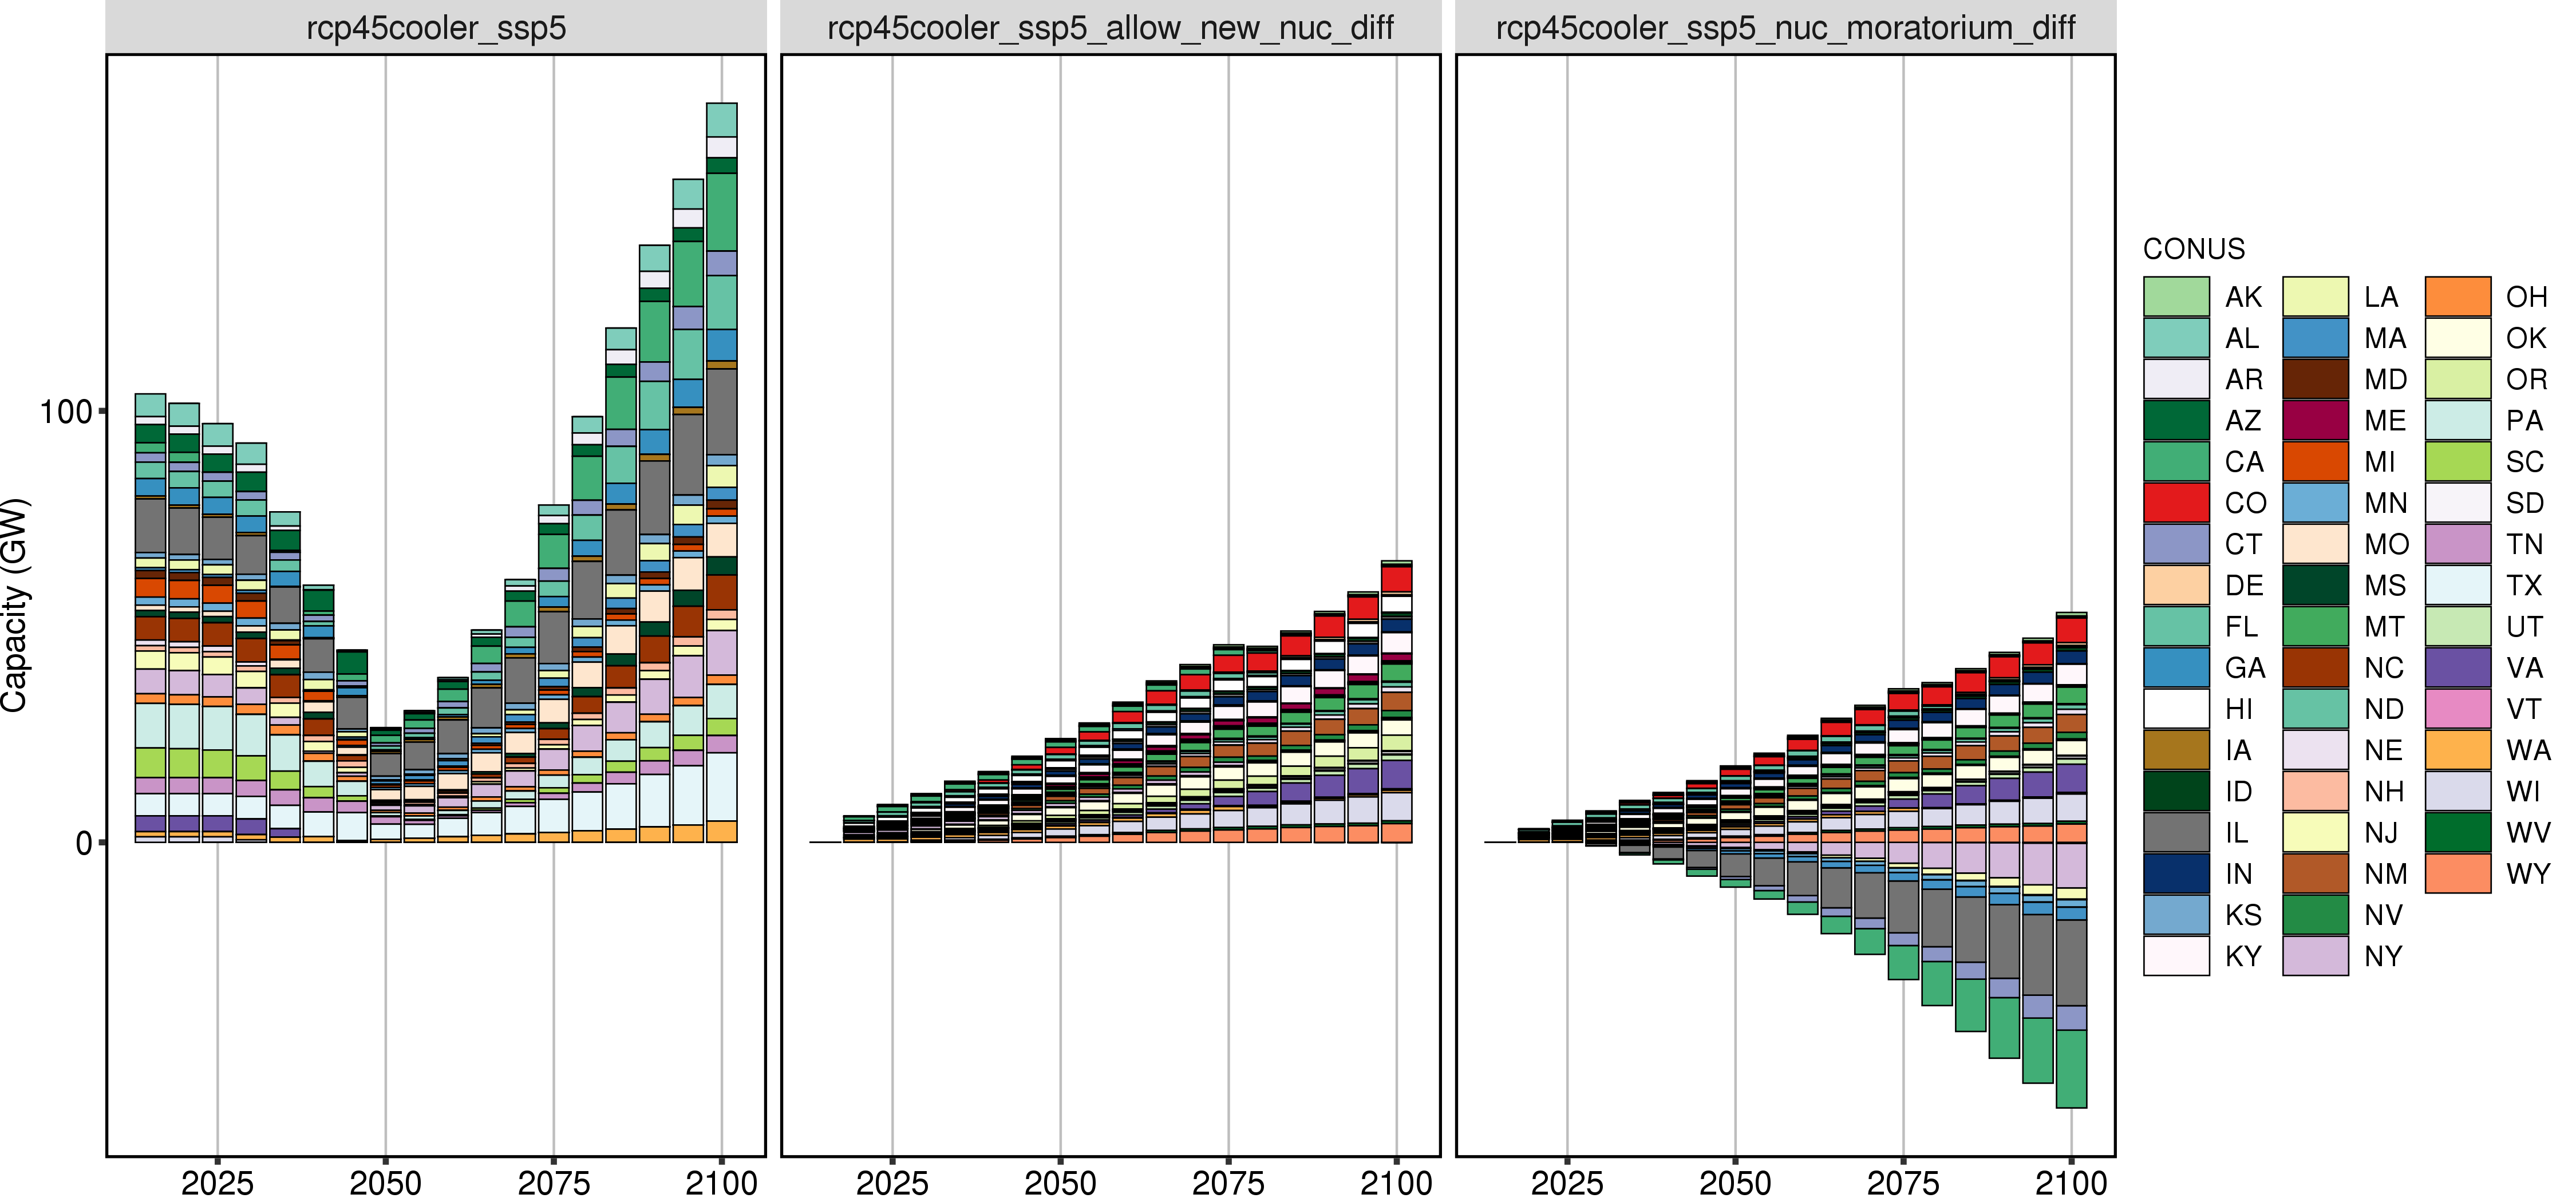 rcp45cooler_ssp5
rcp45cooler_ssp5_allow_new_nuc_diff
rcp45cooler_ssp5_nuc_moratorium_diff
Capacity (GW)
100
0
2025 2050 2075 2100
2025 2050 2075 2100
2025 2050 2075 2100
CONUS
AK LA OH
AL MA OK
AR MD OR
AZ ME PA
CA MI SC
CO MN SD
CT MO TN
DE MS TX
FL MT UT
GA NC VA
HI ND VT
IA NE WA
ID NH WI
IL NJ WV
IN NM WY
KS NV
KY NY